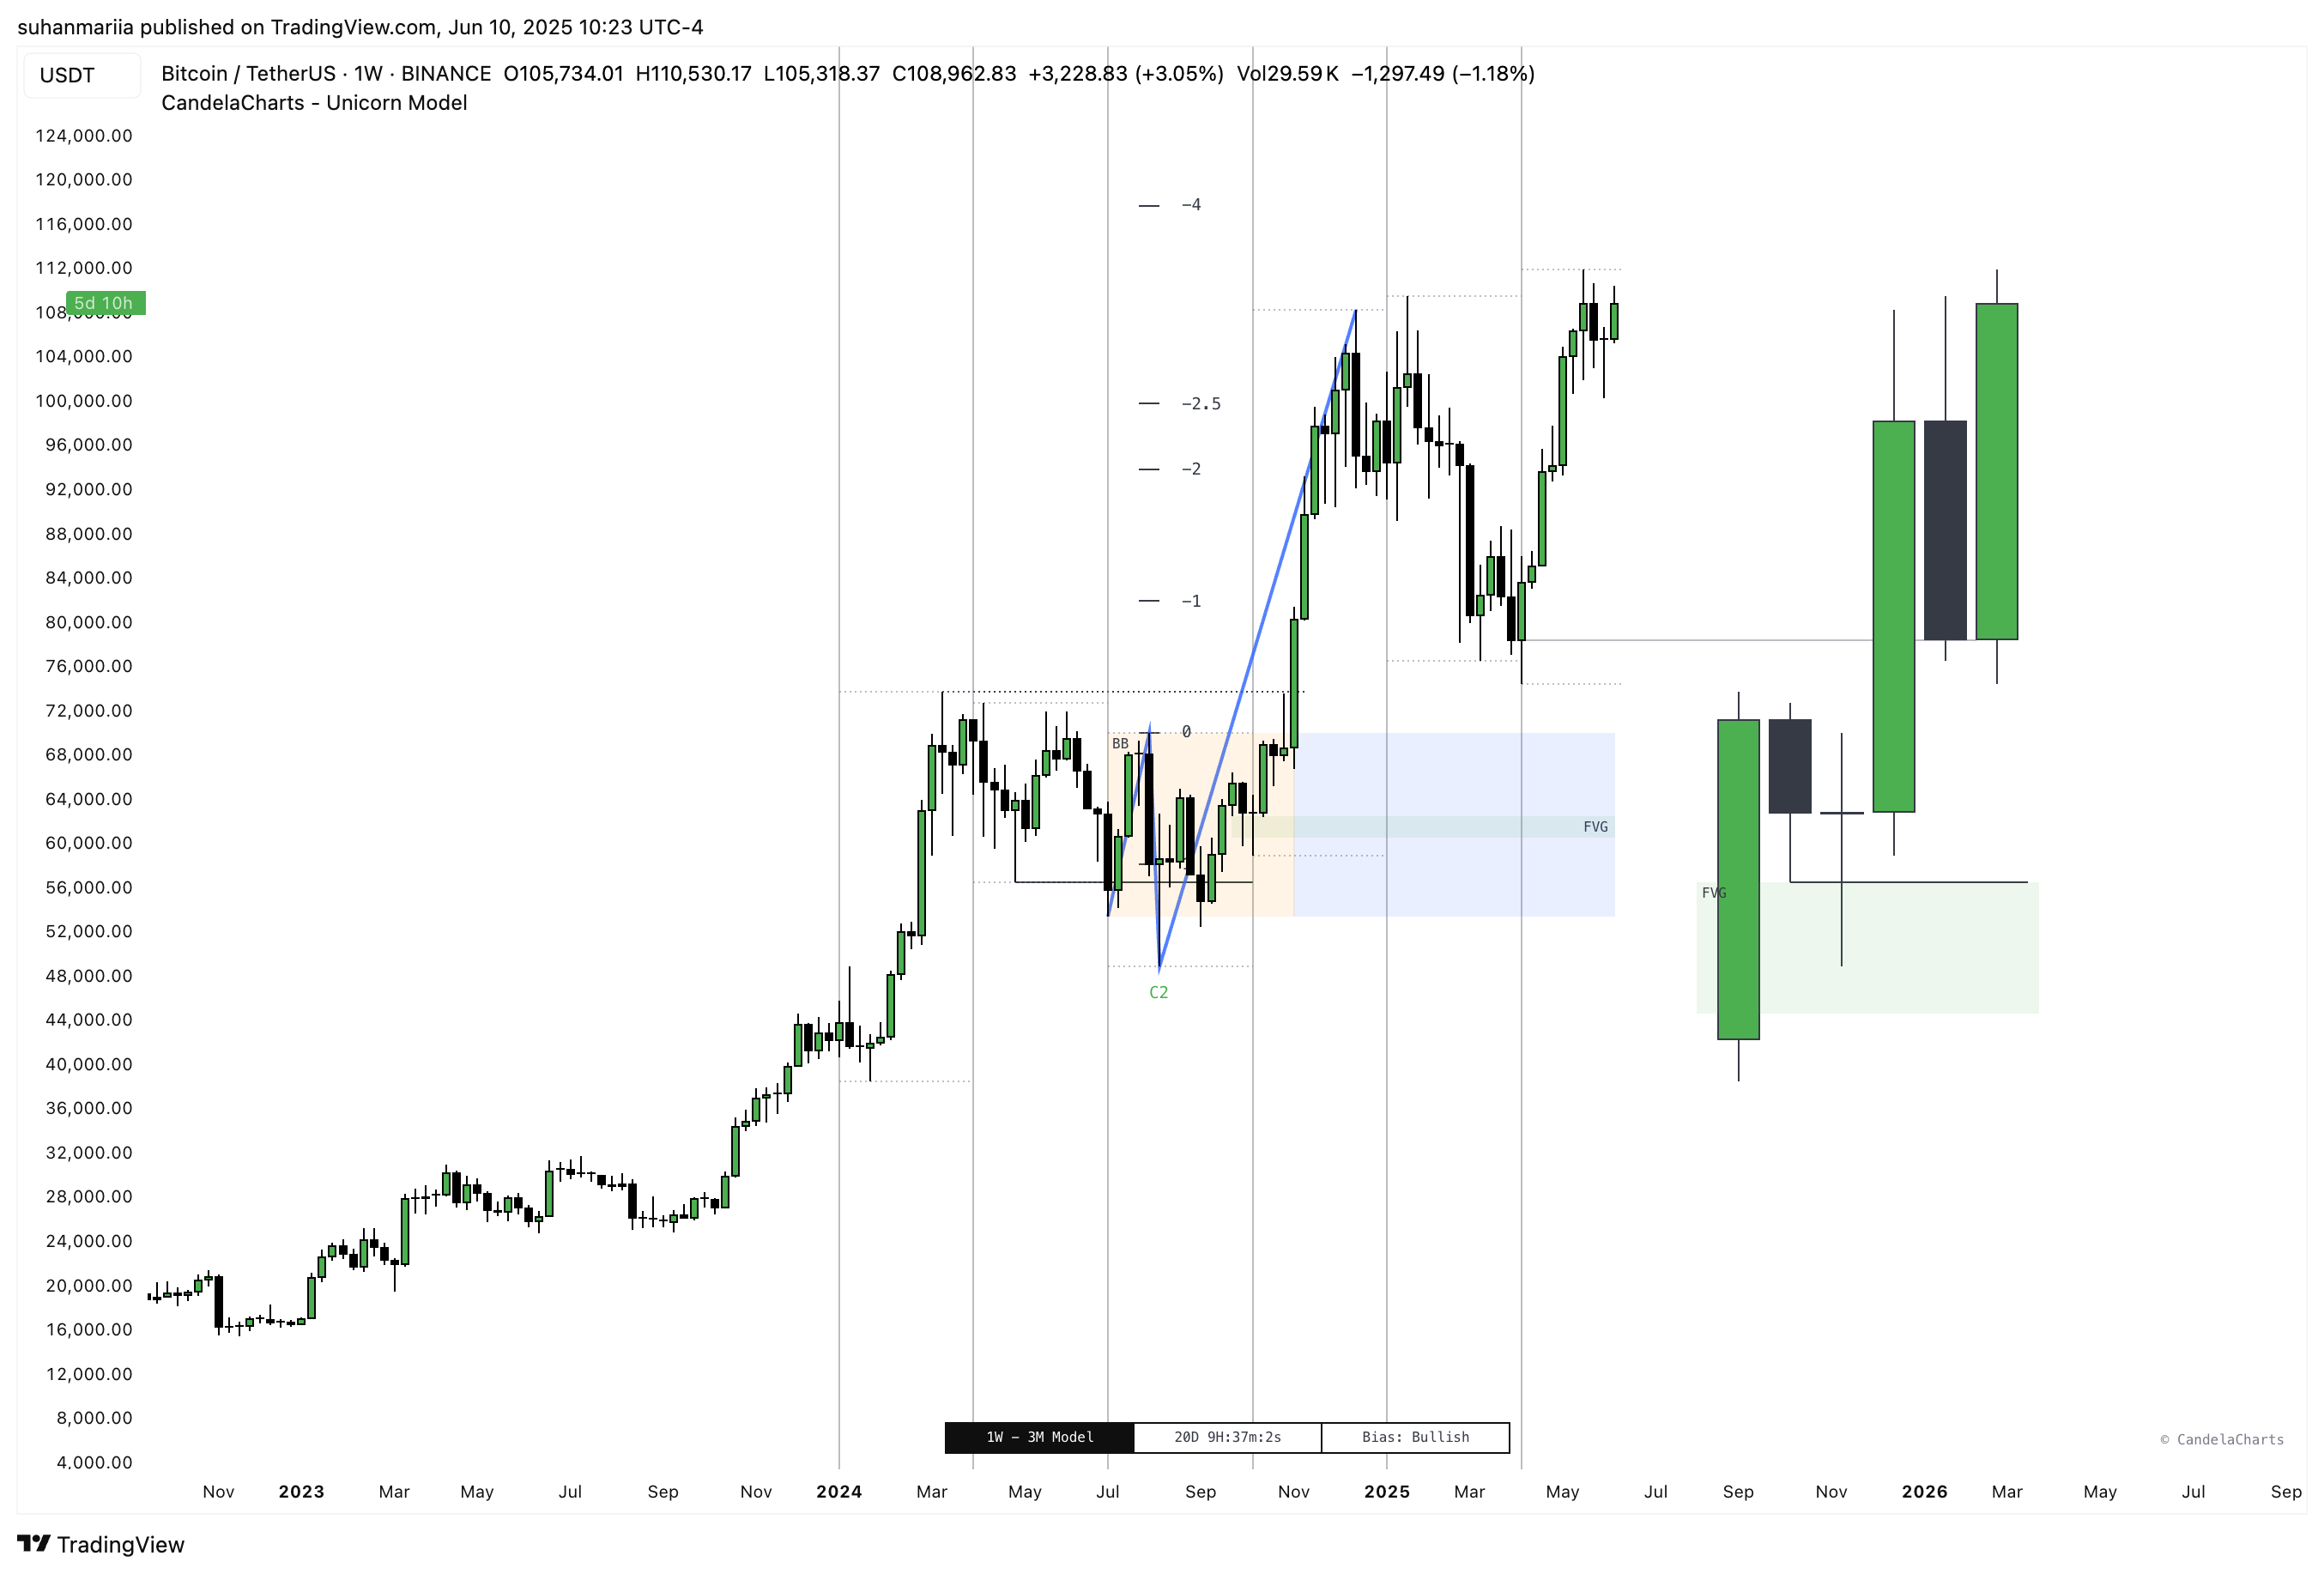 suhanmariia published on TradingView.com, Jun 10, 2025 10:23 UTC-4
USDT
Bitcoin / TetherUS · 1W · BINANCE O105,734.01 H110,530.17 L105,318.37 C108,962.83 +3,228.83 (+3.05%) Vol29.59K −1,297.49 (−1.18%)
CandelaCharts - Unicorn Model
124,000.00
120,000.00
−4
116,000.00
112,000.00
5d 10h
108,000.00
104,000.00
100,000.00
−2.5
96,000.00
−2
92,000.00
88,000.00
84,000.00
−1
80,000.00
76,000.00
72,000.00
0
BB
68,000.00
64,000.00
FVG
60,000.00
56,000.00
FVG
52,000.00
48,000.00
C2
44,000.00
40,000.00
36,000.00
32,000.00
28,000.00
24,000.00
20,000.00
16,000.00
12,000.00
8,000.00
1W − 3M Model 20D 9H:37m:2s Bias: Bullish
© CandelaCharts
4,000.00
Nov 2023 Mar May Jul Sep Nov 2024 Mar May Jul Sep Nov 2025 Mar May Jul Sep Nov 2026 Mar May Jul Sep
TradingView